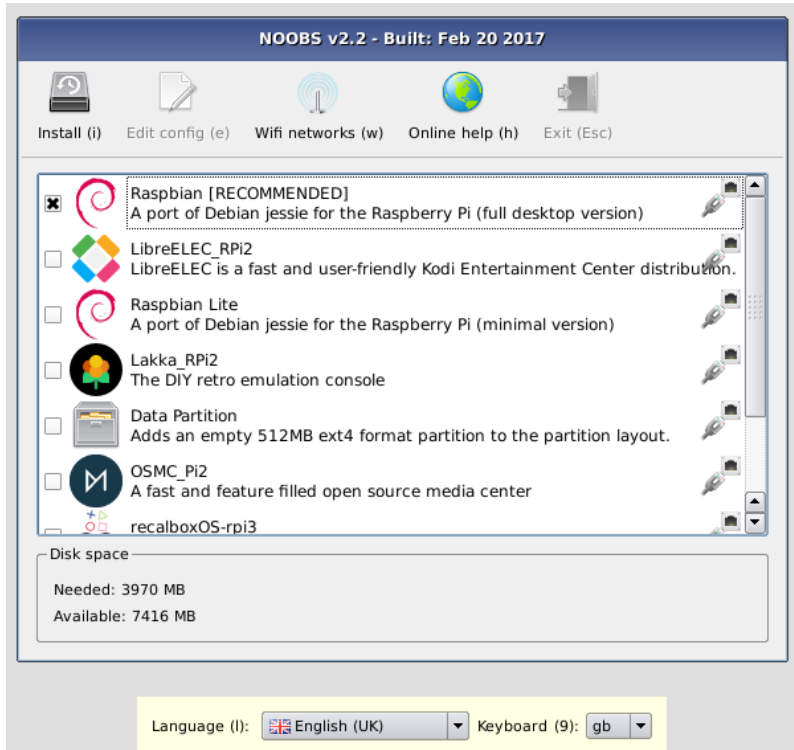 NOOBS v2.2 - Built: Feb 20 2017
Install (i) Edit config (e) Wifi networks (w) Online help (h) Exit (Esc)
Raspbian [RECOMMENDED]
A port of Debian jessie for the Raspberry Pi (full desktop version)
LibreELEC_RPi2
LibreELEC is a fast and user-friendly Kodi Entertainment Center distribution.
Raspbian Lite
A port of Debian jessie for the Raspberry Pi (minimal version)
Lakka_RPi2
The DIY retro emulation console
Data Partition
Adds an empty 512MB ext4 format partition to the partition layout.
OSMC_Pi2
A fast and feature filled open source media center
recalboxOS-rpi3
Disk space
Needed: 3970 MB
Available: 7416 MB
Language (l): English (UK) Keyboard (9): gb